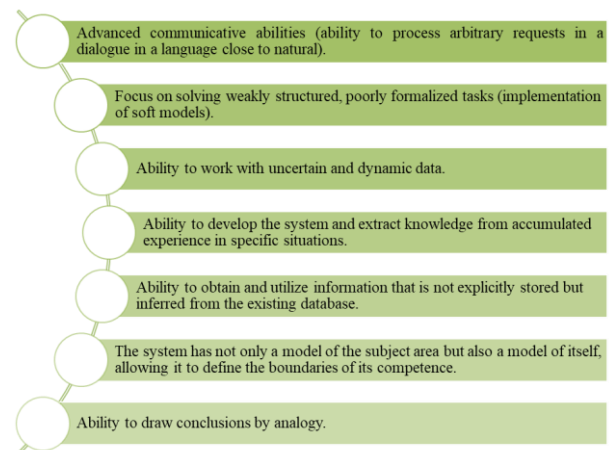 Advanced communicative abilities (ability to process arbitrary requests in a
dialogue in a language close to natural).
Focus on solving weakly structured, poorly formalized tasks (implementation
of soft models).
Ability to work with uncertain and dynamic data.
Ability to develop the system and extract knowledge from accumulated
experience in specific situations.
Ability to obtain and utilize information that is not explicitly stored but
inferred from the existing database.
The system has not only a model of the subject area but also a model of itself,
allowing it to define the boundaries of its competence.
Ability to draw conclusions by analogy.